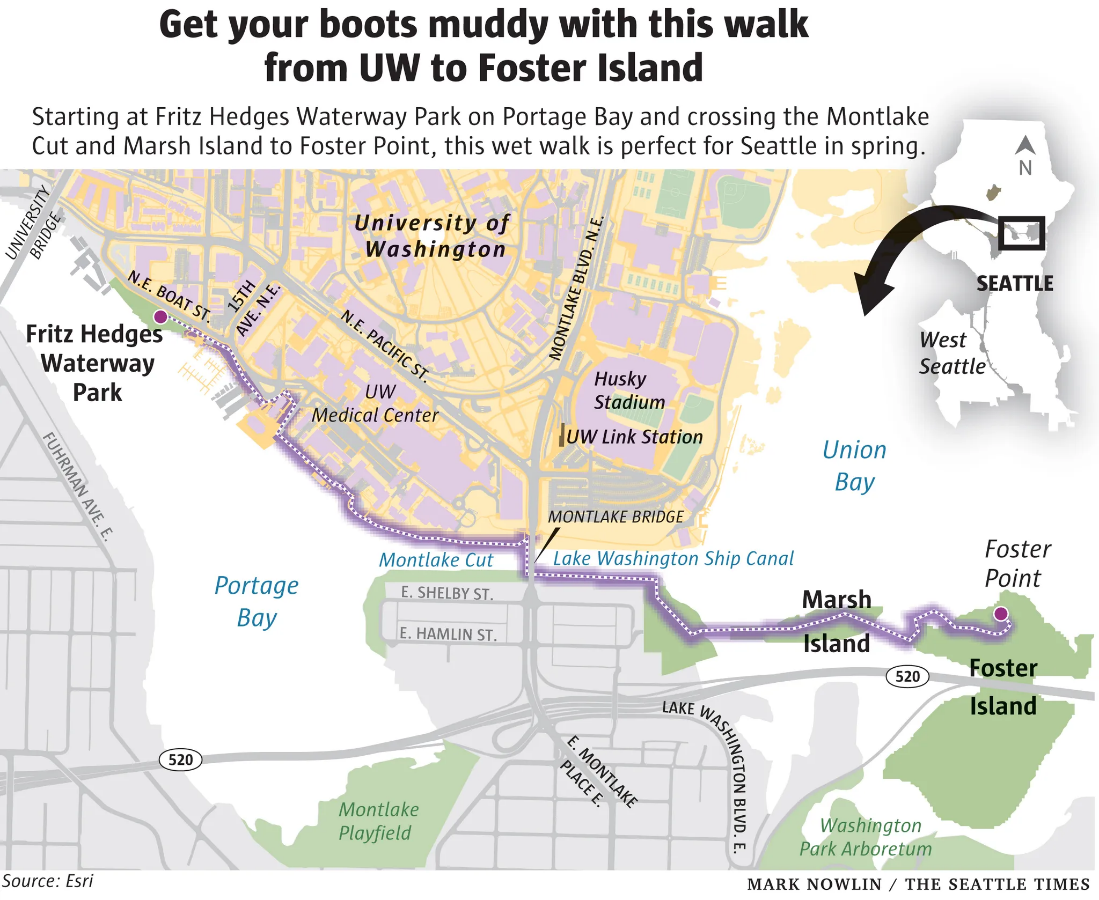 Get your boots muddy with this walk
from UW to Foster Island
Starting at Fritz Hedges Waterway Park on Portage Bay and crossing the Montlake
Cut and Marsh Island to Foster Point, this wet walk is perfect for Seattle in spring.
N
SEATTLE
West
Seattle
UNIVERSITY
BRIDGE
University of
Washington
MONTLAKE BLVD. N.E.
N.E. BOAT ST.
15TH
AVE. N.E.
N.E. PACIFIC ST.
Fritz Hedges
Waterway
Park
UW
Medical Center
Husky
Stadium
UW Link Station
Union
Bay
FUHRMAN AVE. E.
MONTLAKE BRIDGE
Montlake Cut
Lake Washington Ship Canal
Foster
Point
Portage
Bay
E. SHELBY ST.
E. HAMLIN ST.
Marsh
Island
Foster
Island
520
LAKE WASHINGTON BLVD. E.
520
E. MONTLAKE
PLACE E.
Montlake
Playfield
Washington
Park Arboretum
Source: Esri
MARK NOWLIN / THE SEATTLE TIMES